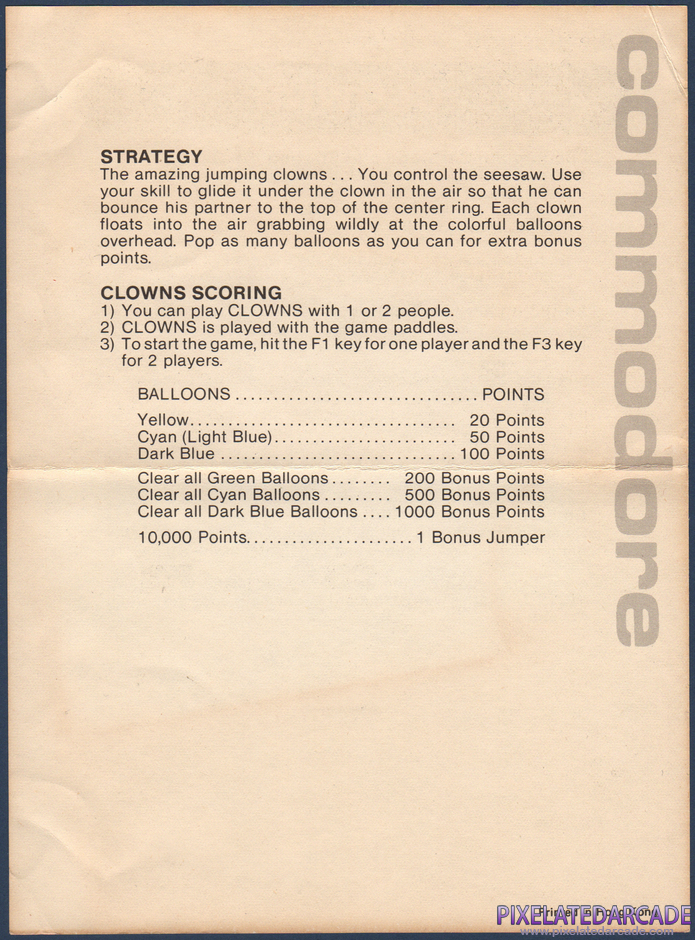 commodore
STRATEGY
The amazing jumping clowns . . . You control the seesaw. Use
your skill to glide it under the clown in the air so that he can
bounce his partner to the top of the center ring. Each clown
floats into the air grabbing wildly at the colorful balloons
overhead. Pop as many balloons as you can for extra bonus
points.
CLOWNS SCORING
1) You can play CLOWNS with 1 or 2 people.
2) CLOWNS is played with the game paddles.
3) To start the game, hit the F1 key for one player and the F3 key
for 2 players.
BALLOONS ................................ POINTS
Yellow................................... 20 Points
Cyan (Light Blue)........................ 50 Points
Dark Blue ............................... 100 Points
Clear all Green Balloons........ 200 Bonus Points
Clear all Cyan Balloons ......... 500 Bonus Points
Clear all Dark Blue Balloons .... 1000 Bonus Points
10,000 Points...................... 1 Bonus Jumper
Printed in Hong Kong
PIXELATEDARCADE
www.pixelatedarcade.com